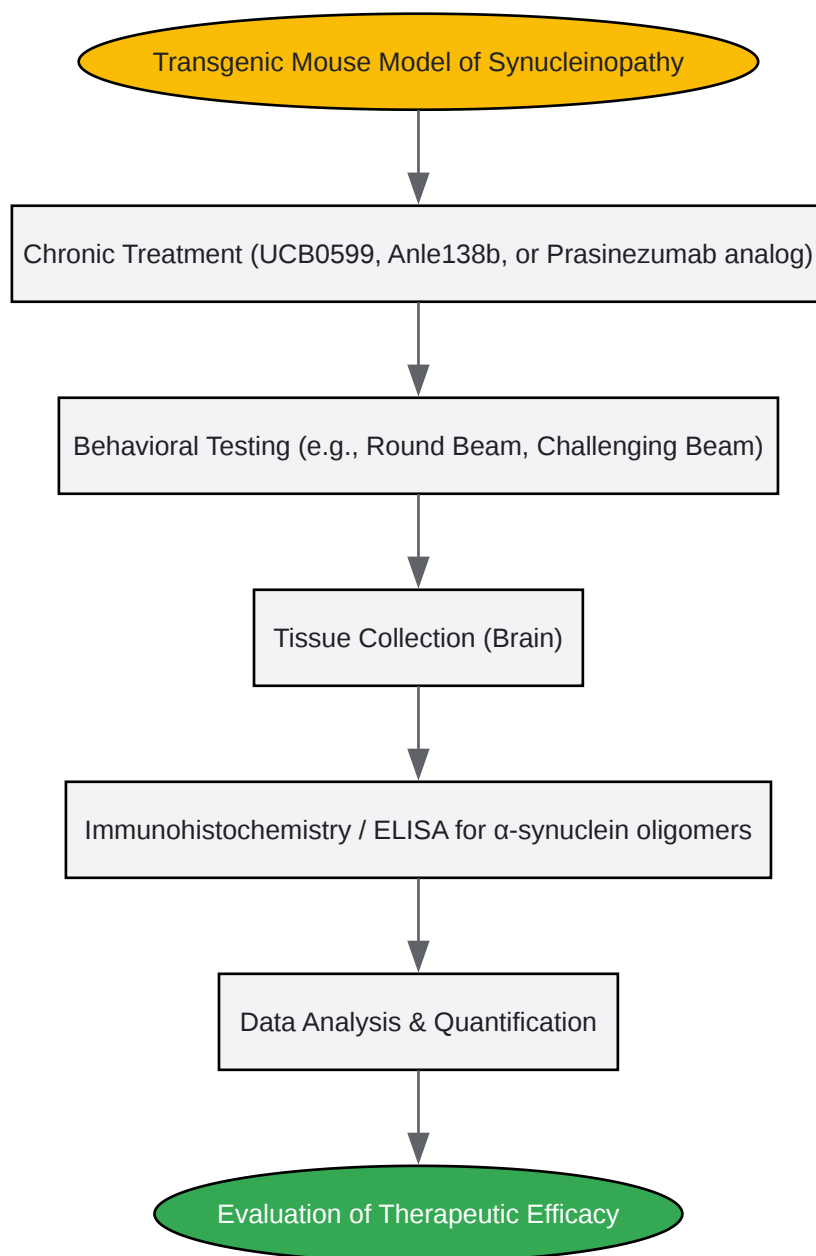 Transgenic Mouse Model of Synucleinopathy
Chronic Treatment (UCB0599, Anle138b, or Prasinezumab analog)
Behavioral Testing (e.g., Round Beam, Challenging Beam)
Tissue Collection (Brain)
Immunohistochemistry / ELISA for α-synuclein oligomers
Data Analysis & Quantification
Evaluation of Therapeutic Efficacy